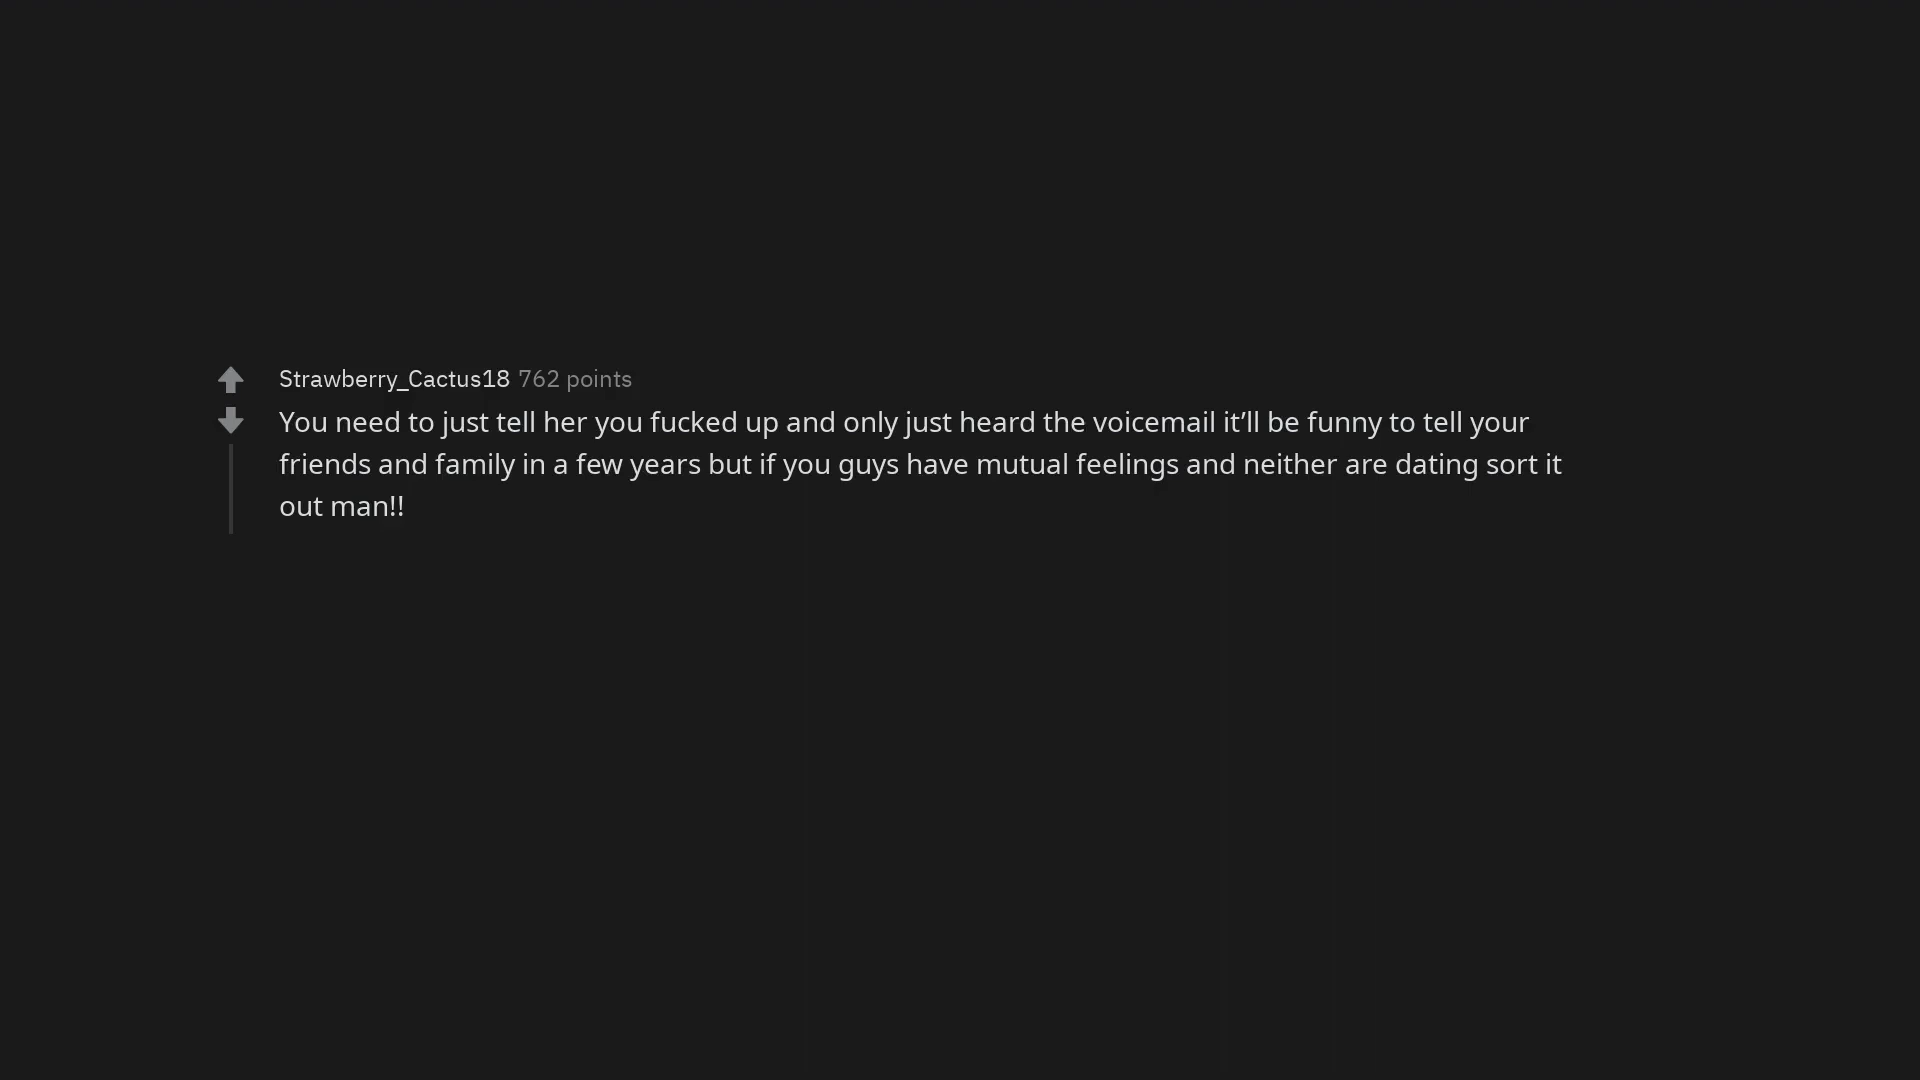 Strawberry_Cactus18 762 points
You need to just tell her you fucked up and only just heard the voicemail it’ll be funny to tell your
friends and family in a few years but if you guys have mutual feelings and neither are dating sort it
out man!!